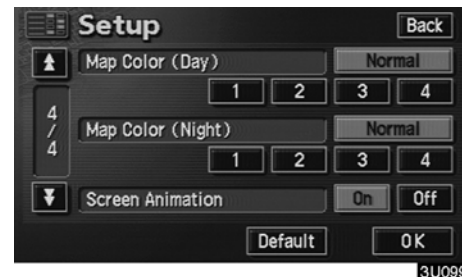 Setup Back
Map Color (Day) Normal
1 2 3 4
4/4
Map Color (Night) Normal
1 2 3 4
Screen Animation On Off
Default OK
3U099